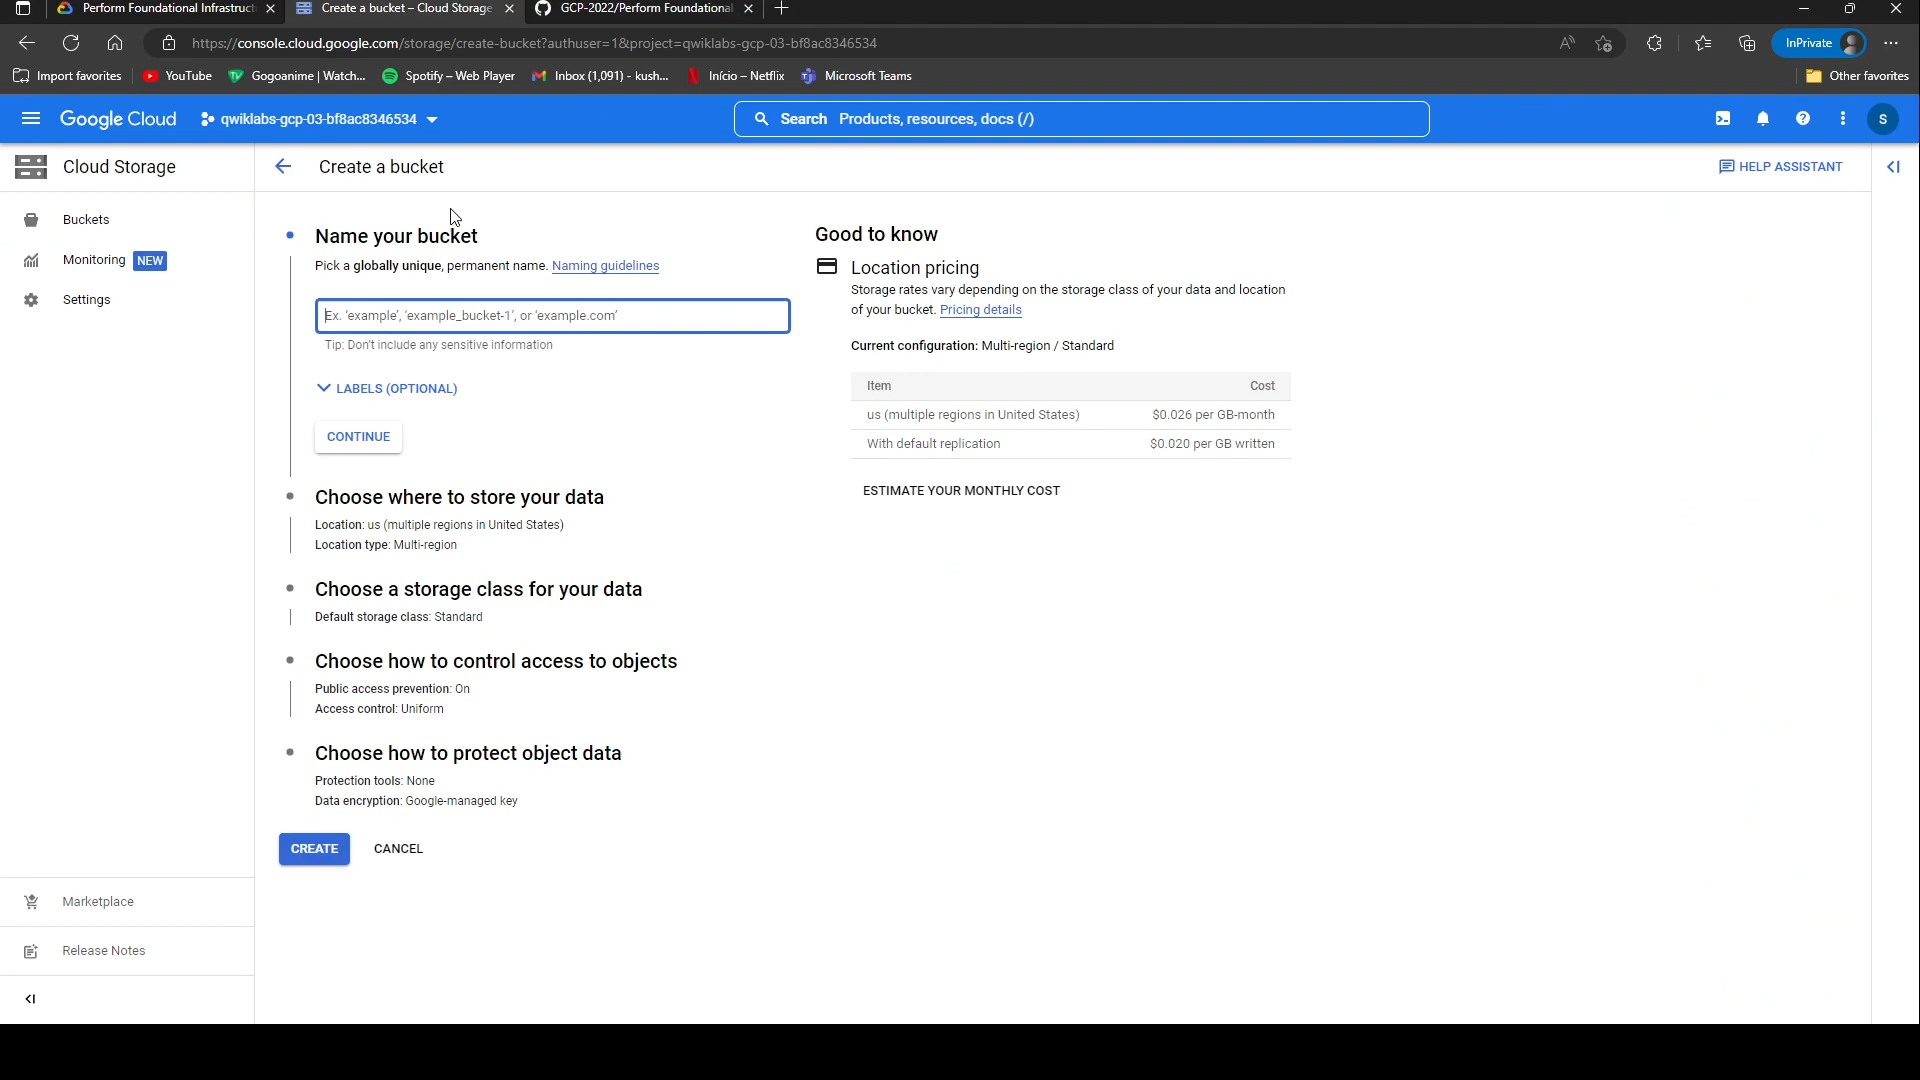 Perform Foundational Infrastruct
Create a bucket – Cloud Storage
GCP-2022/Perform Foundational
https://console.cloud.google.com/storage/create-bucket?authuser=1&project=qwiklabs-gcp-03-bf8ac8346534
InPrivate
Import favorites
YouTube
Gogoanime | Watch...
Spotify – Web Player
Inbox (1,091) - kush...
Início – Netflix
Microsoft Teams
Other favorites
Google Cloud
qwiklabs-gcp-03-bf8ac8346534
Search Products, resources, docs (/)
S
Cloud Storage
Create a bucket
HELP ASSISTANT
Buckets
Monitoring NEW
Settings
Name your bucket
Pick a globally unique, permanent name. Naming guidelines
Ex. 'example', 'example_bucket-1', or 'example.com'
Tip: Don't include any sensitive information
LABELS (OPTIONAL)
CONTINUE
Choose where to store your data
Location: us (multiple regions in United States)
Location type: Multi-region
Choose a storage class for your data
Default storage class: Standard
Choose how to control access to objects
Public access prevention: On
Access control: Uniform
Choose how to protect object data
Protection tools: None
Data encryption: Google-managed key
CREATE
CANCEL
Good to know
Location pricing
Storage rates vary depending on the storage class of your data and location
of your bucket. Pricing details
Current configuration: Multi-region / Standard
Item Cost
us (multiple regions in United States) $0.026 per GB-month
With default replication $0.020 per GB written
ESTIMATE YOUR MONTHLY COST
Marketplace
Release Notes